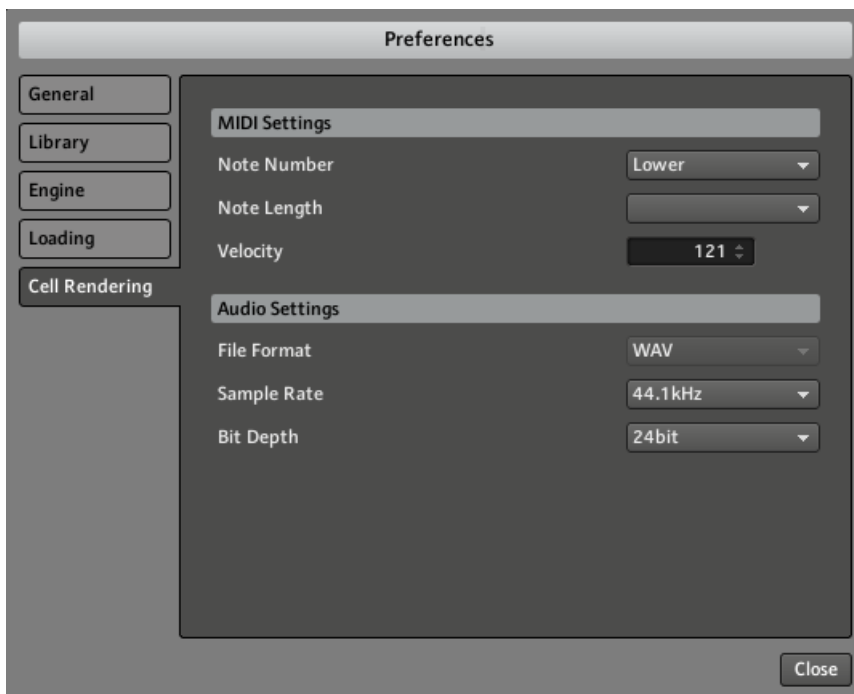 Preferences
General
Library
Engine
Loading
Cell Rendering
MIDI Settings
Note Number Lower
Note Length
Velocity 121
Audio Settings
File Format WAV
Sample Rate 44.1kHz
Bit Depth 24bit
Close